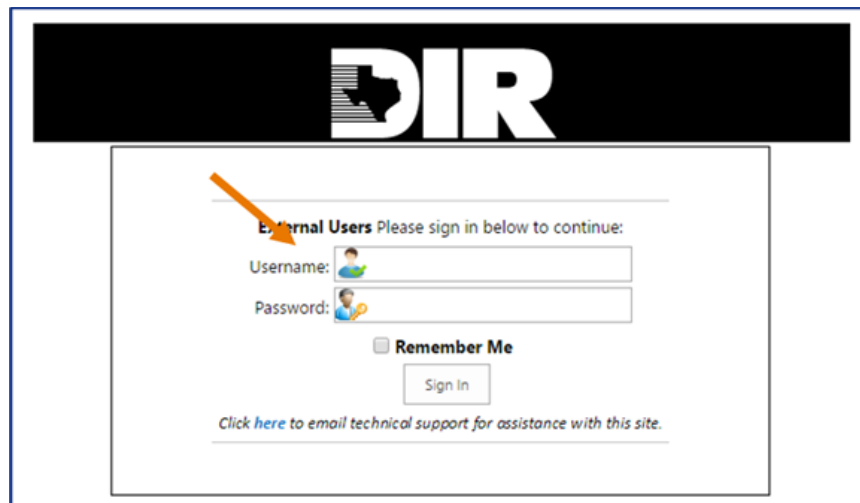 DIR
External Users Please sign in below to continue:
Username:
Password:
Remember Me
Sign In
Click here to email technical support for assistance with this site.